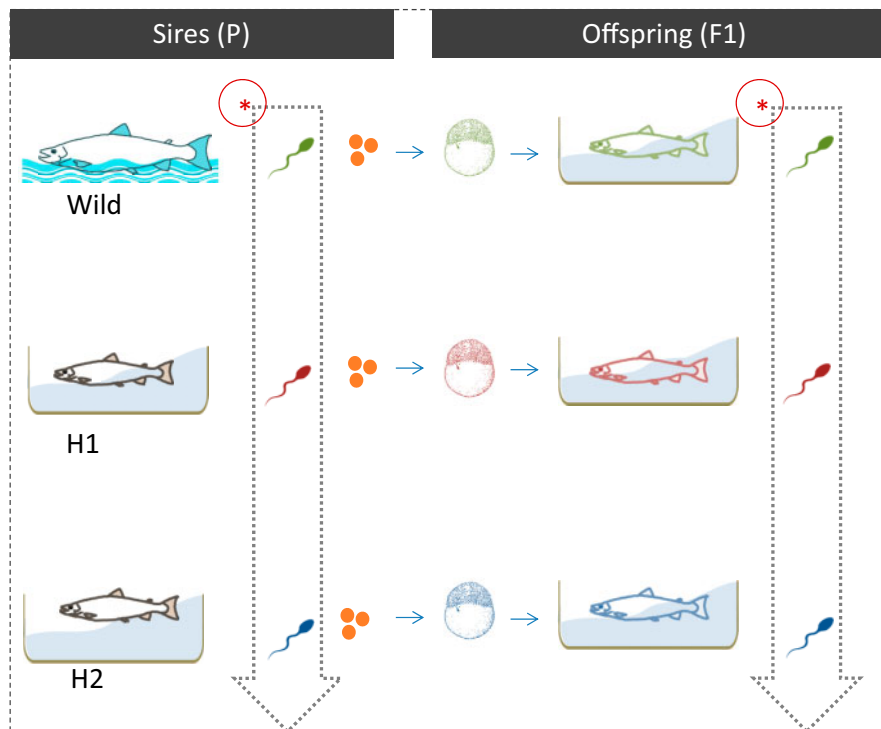 Sires (P)
Offspring (F1)
*
*
Wild
H1
H2